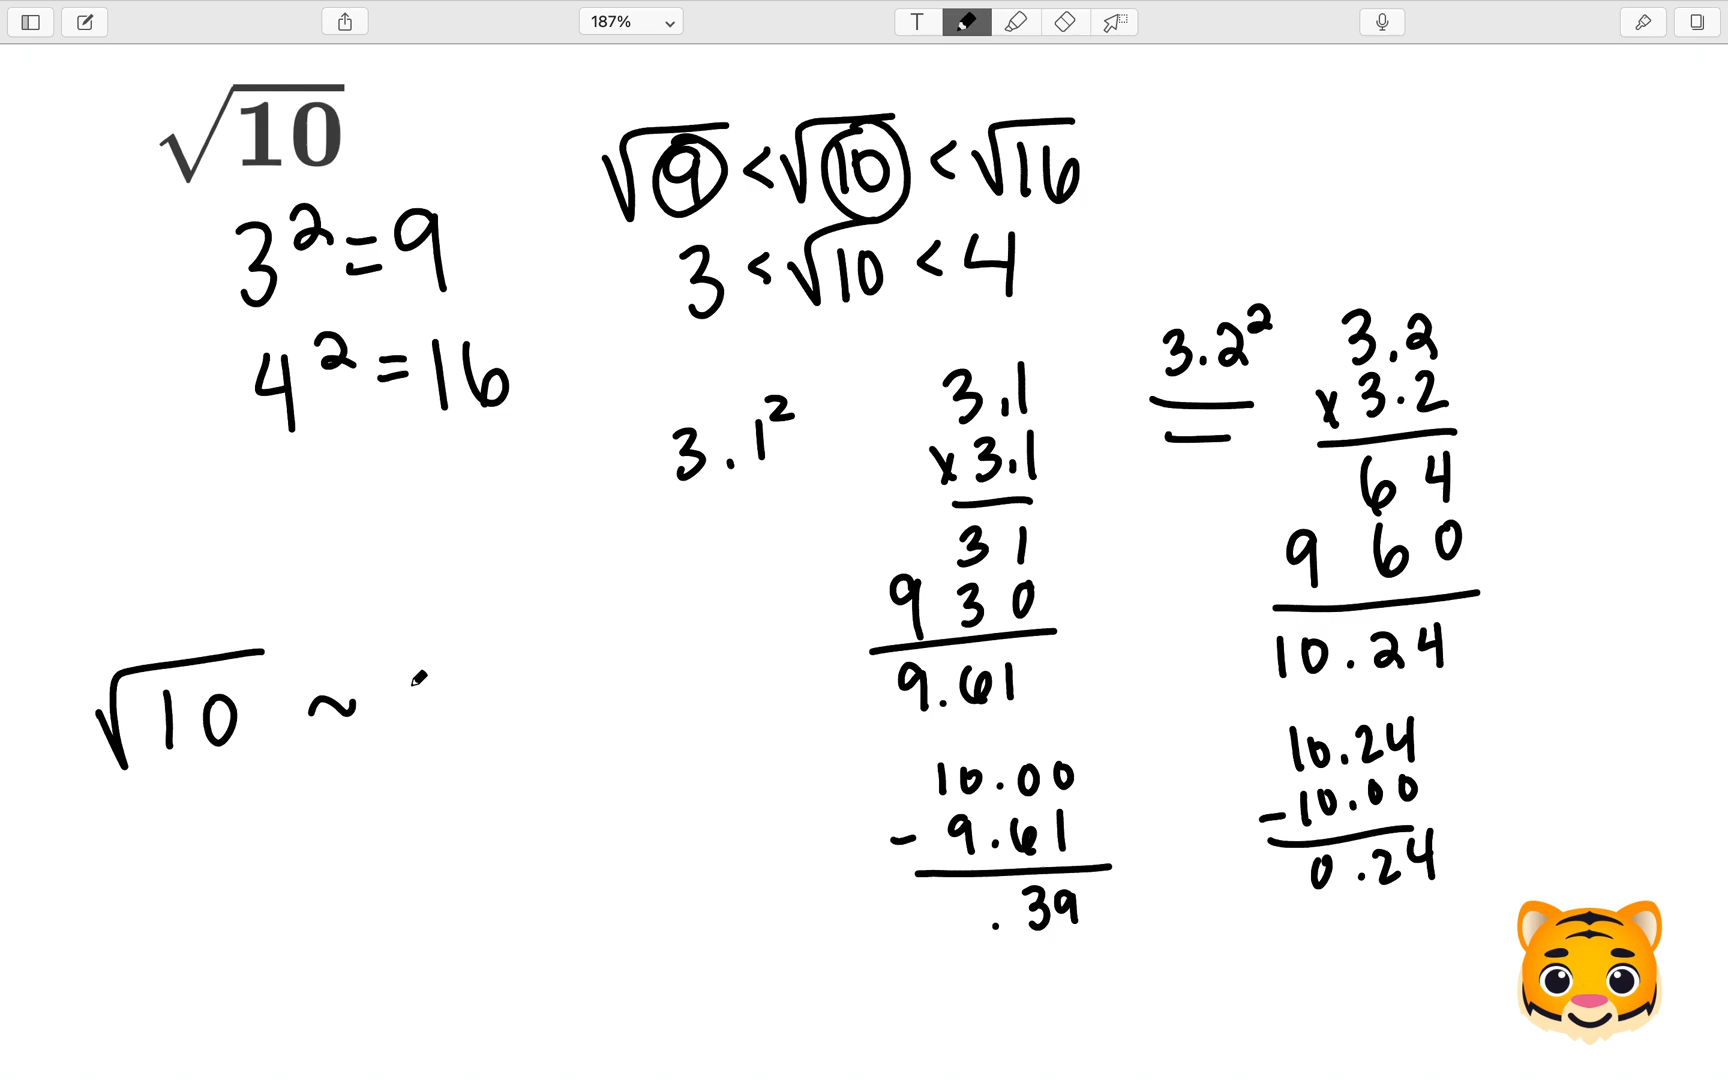 187%
T
√10
3² = 9
4² = 16
√9 < √10 < √16
3 < √10 < 4
3.1²
3.1
x 3.1
31
930
9.61
10.00
- 9.61
.39
3.2²
3.2
x 3.2
64
960
10.24
10.24
- 10.00
0.24
√10 ~